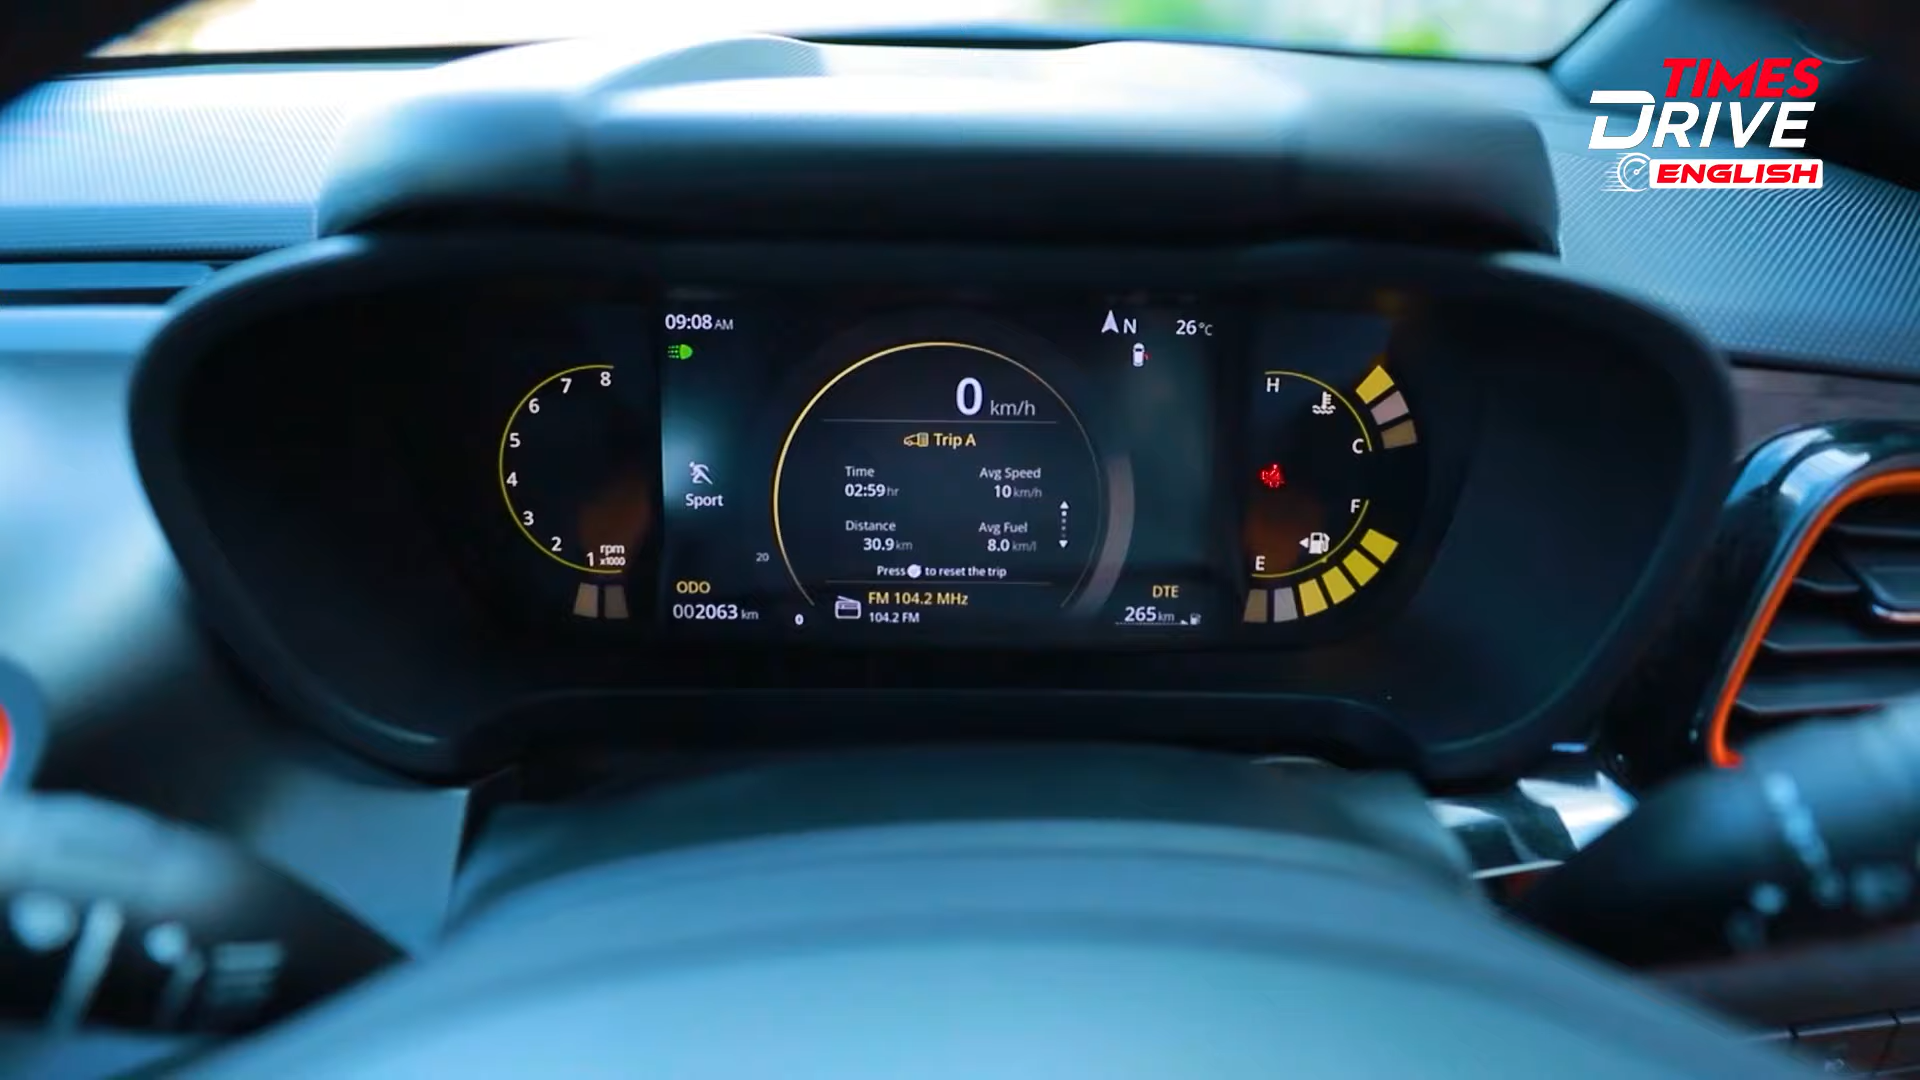 TIMES
DRIVE
ENGLISH
09:08 AM
N 26°C
8
7
6
5
4
3
2
1 rpm
x1000
Sport
0 km/h
Trip A
Time
02:59 hr
Avg Speed
10 km/h
Distance
30.9 km
Avg Fuel
8.0 km/l
Press to reset the trip
20
0
ODO
002063 km
FM 104.2 MHz
104.2 FM
DTE
265 km
H
C
F
E